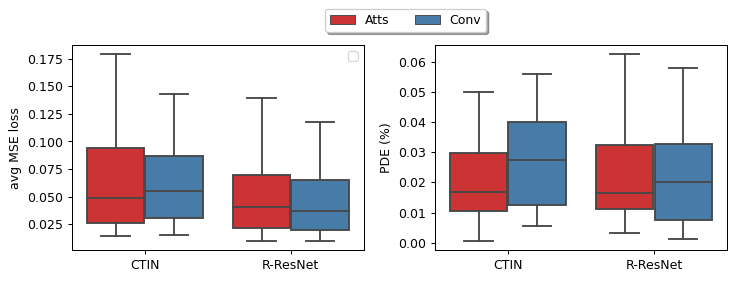 Atts Conv
avg MSE loss
0.175
0.150
0.125
0.100
0.075
0.050
0.025
CTIN R-ResNet
PDE (%)
0.06
0.05
0.04
0.03
0.02
0.01
0.00
CTIN R-ResNet